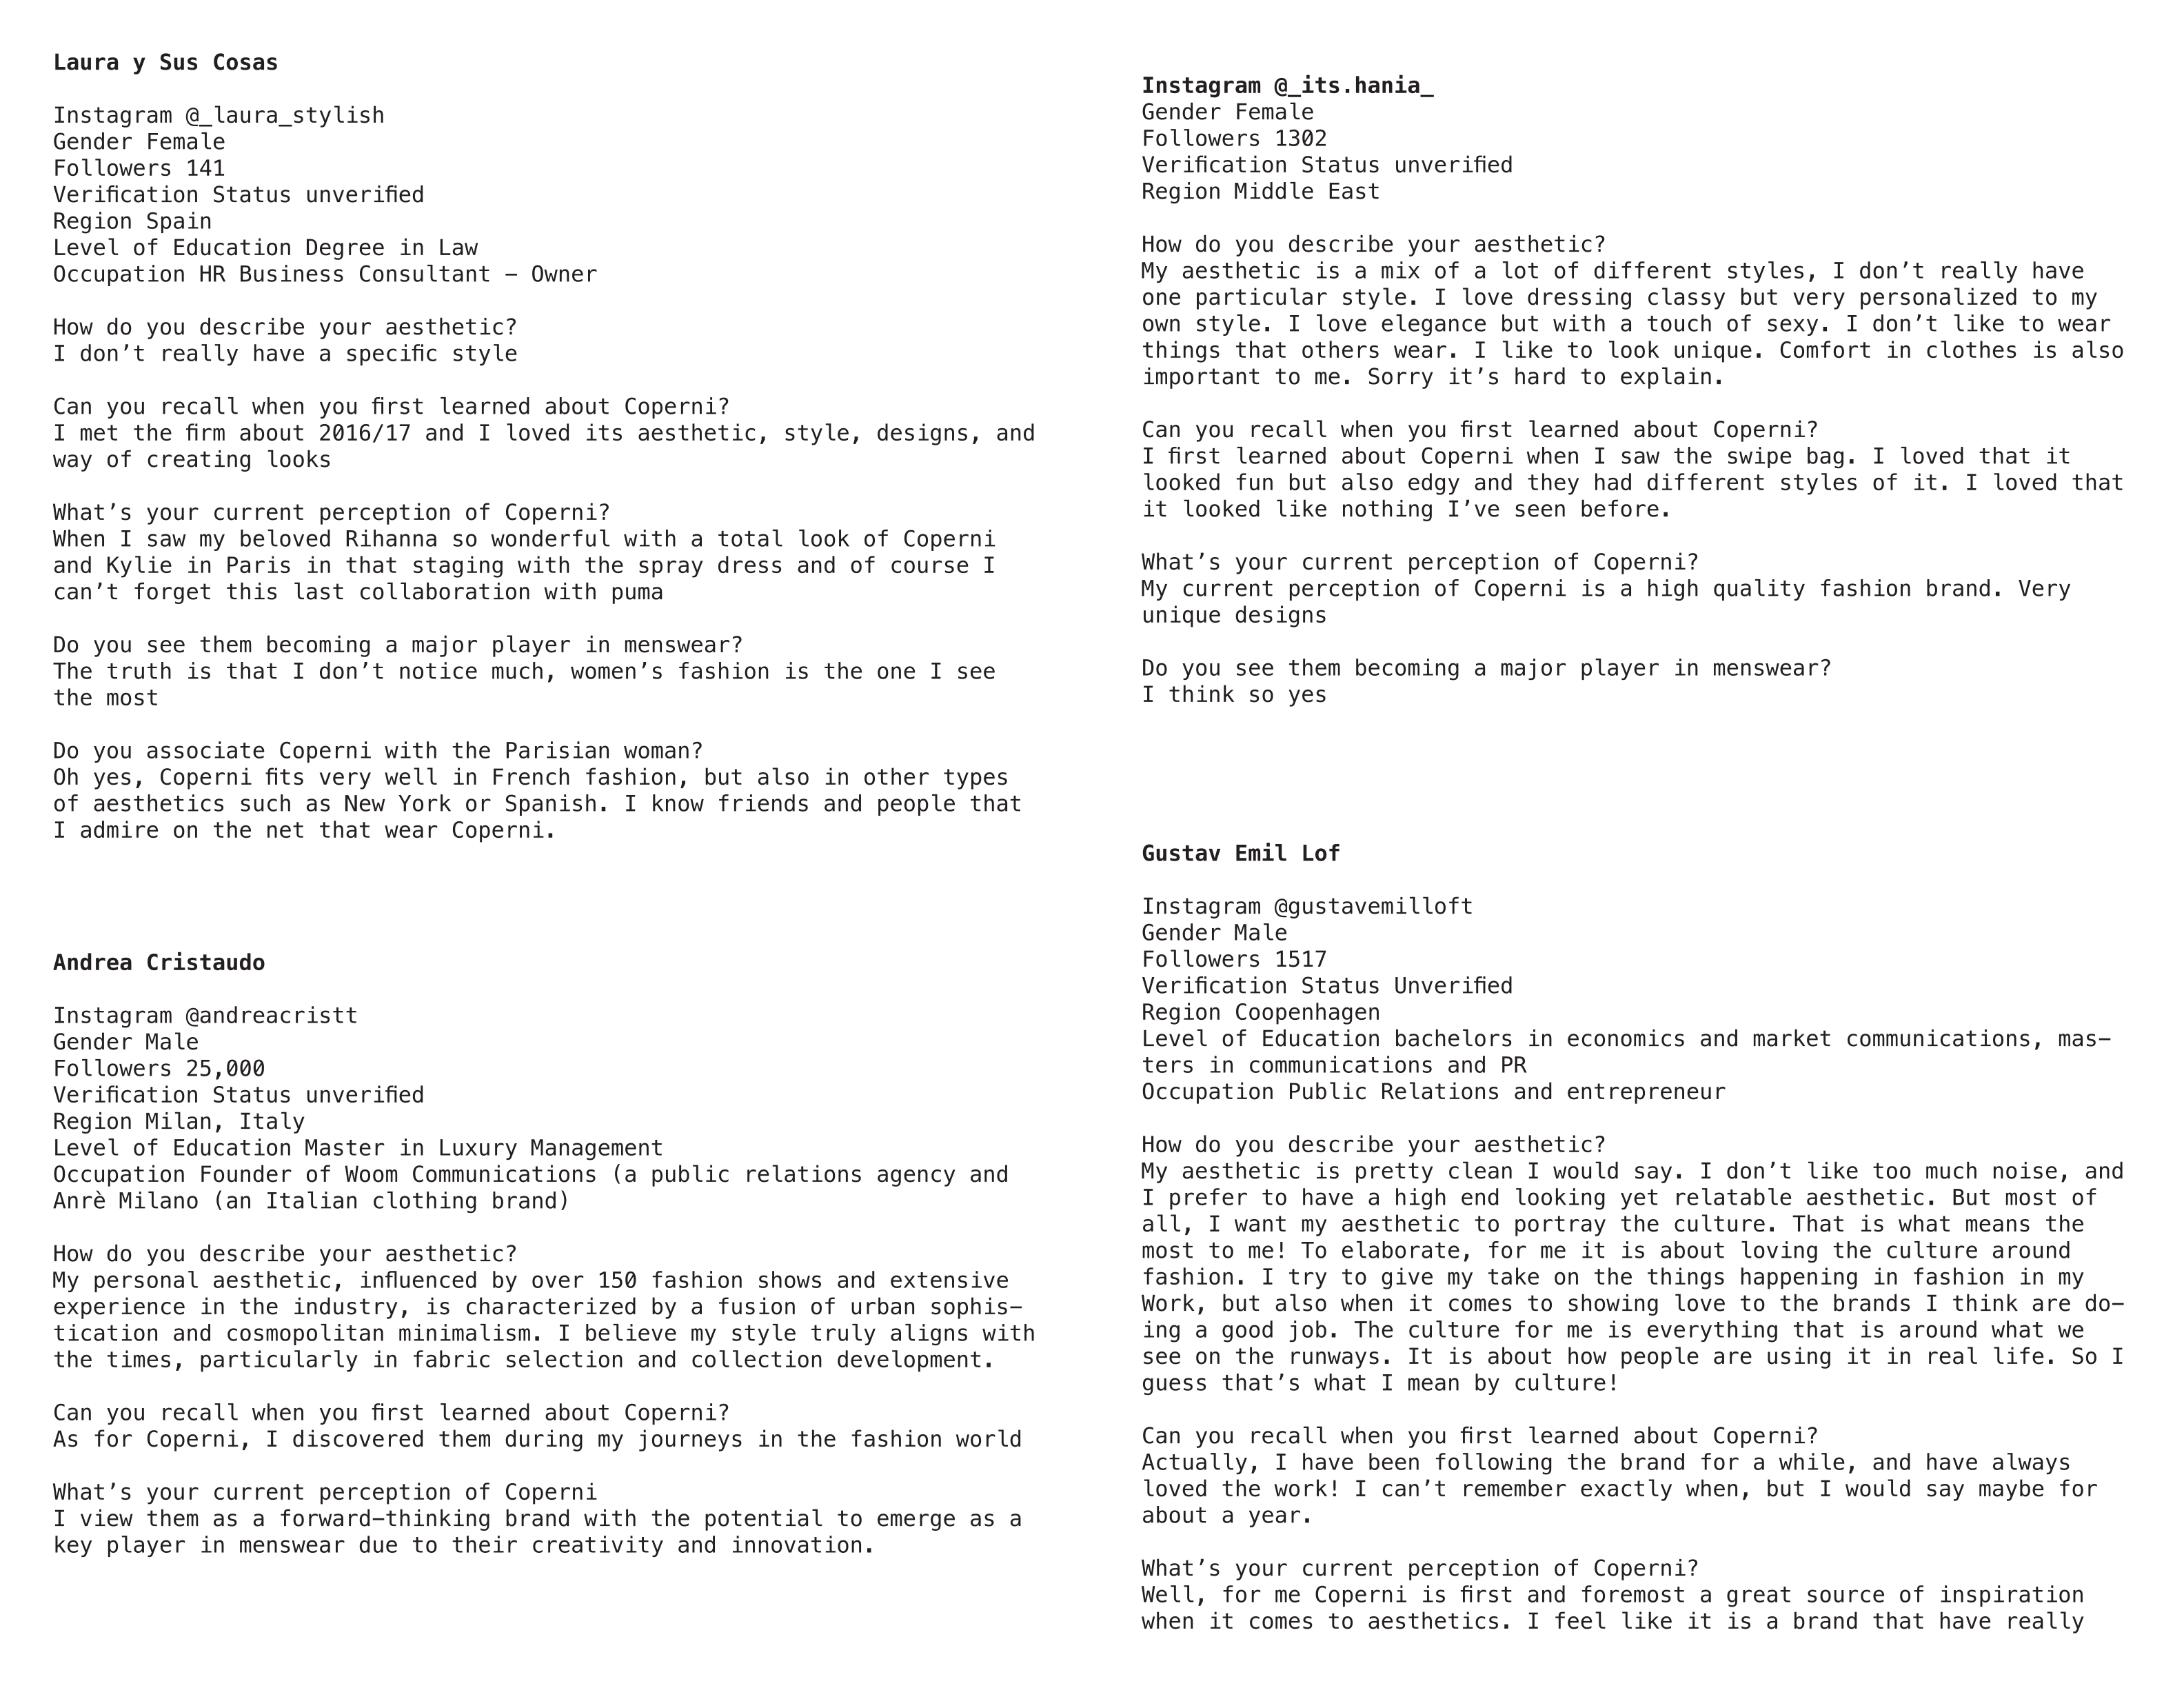 Laura y Sus Cosas
Instagram @_laura_stylish
Gender Female
Followers 141
Verification Status unverified
Region Spain
Level of Education Degree in Law
Occupation HR Business Consultant – Owner
How do you describe your aesthetic?
I don’t really have a specific style
Can you recall when you first learned about Coperni?
I met the firm about 2016/17 and I loved its aesthetic, style, designs, and
way of creating looks
What’s your current perception of Coperni?
When I saw my beloved Rihanna so wonderful with a total look of Coperni
and Kylie in Paris in that staging with the spray dress and of course I
can’t forget this last collaboration with puma
Do you see them becoming a major player in menswear?
The truth is that I don’t notice much, women’s fashion is the one I see
the most
Do you associate Coperni with the Parisian woman?
Oh yes, Coperni fits very well in French fashion, but also in other types
of aesthetics such as New York or Spanish. I know friends and people that
I admire on the net that wear Coperni.
Andrea Cristaudo
Instagram @andreacristt
Gender Male
Followers 25,000
Verification Status unverified
Region Milan, Italy
Level of Education Master in Luxury Management
Occupation Founder of Woom Communications (a public relations agency and
Anrè Milano (an Italian clothing brand)
How do you describe your aesthetic?
My personal aesthetic, influenced by over 150 fashion shows and extensive
experience in the industry, is characterized by a fusion of urban sophis-
tication and cosmopolitan minimalism. I believe my style truly aligns with
the times, particularly in fabric selection and collection development.
Can you recall when you first learned about Coperni?
As for Coperni, I discovered them during my journeys in the fashion world
What’s your current perception of Coperni
I view them as a forward-thinking brand with the potential to emerge as a
key player in menswear due to their creativity and innovation.
Instagram @_its.hania_
Gender Female
Followers 1302
Verification Status unverified
Region Middle East
How do you describe your aesthetic?
My aesthetic is a mix of a lot of different styles, I don’t really have
one particular style. I love dressing classy but very personalized to my
own style. I love elegance but with a touch of sexy. I don’t like to wear
things that others wear. I like to look unique. Comfort in clothes is also
important to me. Sorry it’s hard to explain.
Can you recall when you first learned about Coperni?
I first learned about Coperni when I saw the swipe bag. I loved that it
looked fun but also edgy and they had different styles of it. I loved that
it looked like nothing I’ve seen before.
What’s your current perception of Coperni?
My current perception of Coperni is a high quality fashion brand. Very
unique designs
Do you see them becoming a major player in menswear?
I think so yes
Gustav Emil Lof
Instagram @gustavemilloft
Gender Male
Followers 1517
Verification Status Unverified
Region Coopenhagen
Level of Education bachelors in economics and market communications, mas-
ters in communications and PR
Occupation Public Relations and entrepreneur
How do you describe your aesthetic?
My aesthetic is pretty clean I would say. I don’t like too much noise, and
I prefer to have a high end looking yet relatable aesthetic. But most of
all, I want my aesthetic to portray the culture. That is what means the
most to me! To elaborate, for me it is about loving the culture around
fashion. I try to give my take on the things happening in fashion in my
Work, but also when it comes to showing love to the brands I think are do-
ing a good job. The culture for me is everything that is around what we
see on the runways. It is about how people are using it in real life. So I
guess that’s what I mean by culture!
Can you recall when you first learned about Coperni?
Actually, I have been following the brand for a while, and have always
loved the work! I can’t remember exactly when, but I would say maybe for
about a year.
What’s your current perception of Coperni?
Well, for me Coperni is first and foremost a great source of inspiration
when it comes to aesthetics. I feel like it is a brand that have really